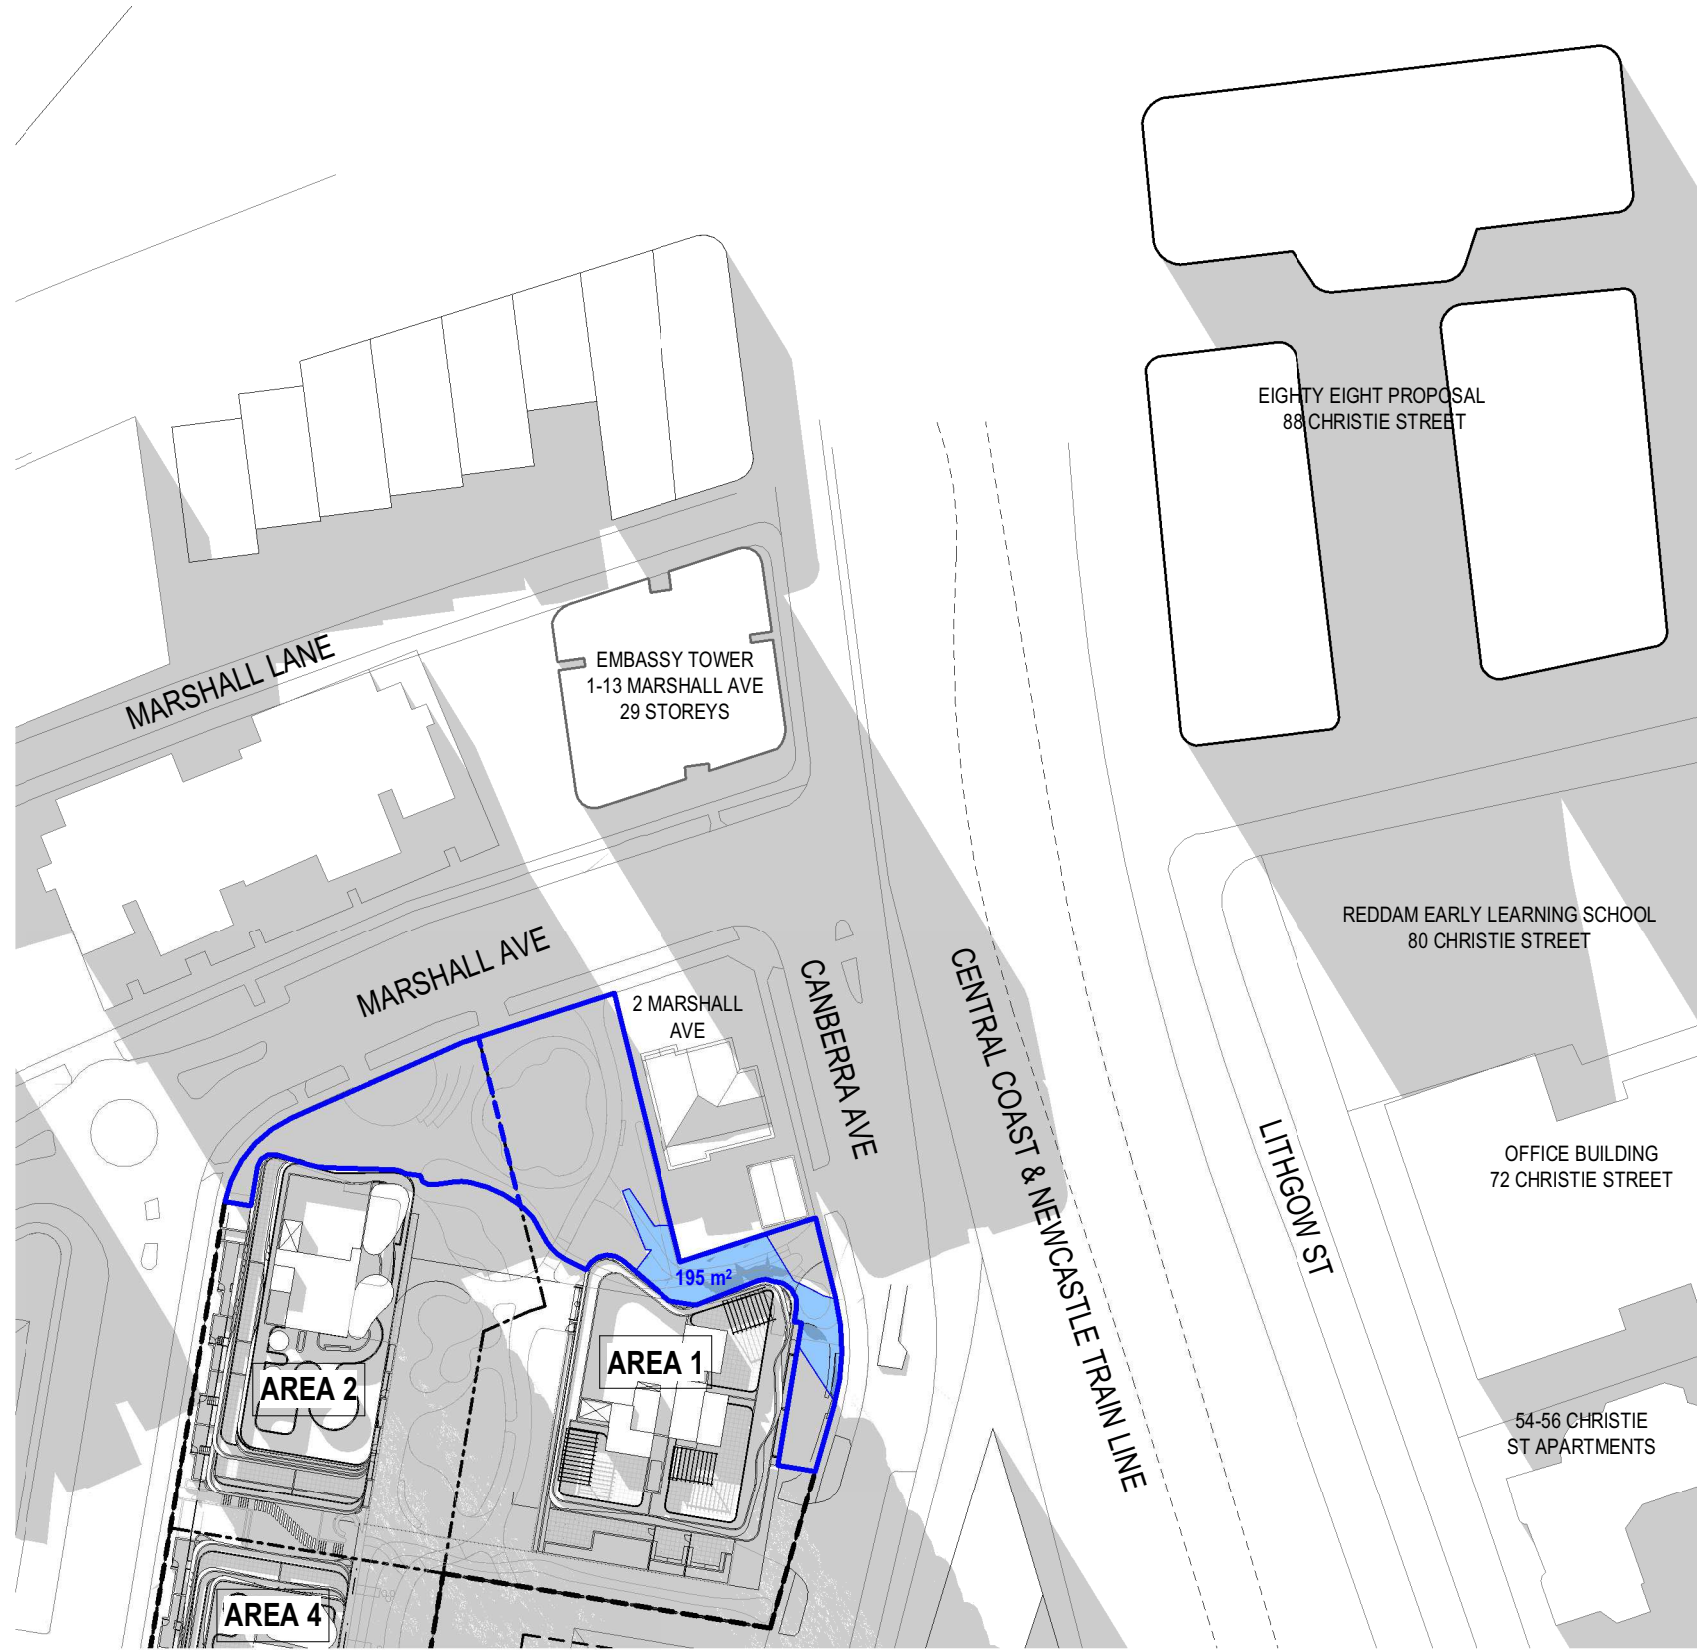 EIGHTY EIGHT PROPOSAL
88 CHRISTIE STREET
MARSHALL LANE
EMBASSY TOWER
1-13 MARSHALL AVE
29 STOREYS
REDDAM EARLY LEARNING SCHOOL
80 CHRISTIE STREET
MARSHALL AVE
2 MARSHALL
AVE
CANBERRA AVE
CENTRAL COAST & NEWCASTLE TRAIN LINE
LITHGOW ST
OFFICE BUILDING
72 CHRISTIE STREET
195 m²
AREA 1
AREA 2
54-56 CHRISTIE
ST APARTMENTS
AREA 4